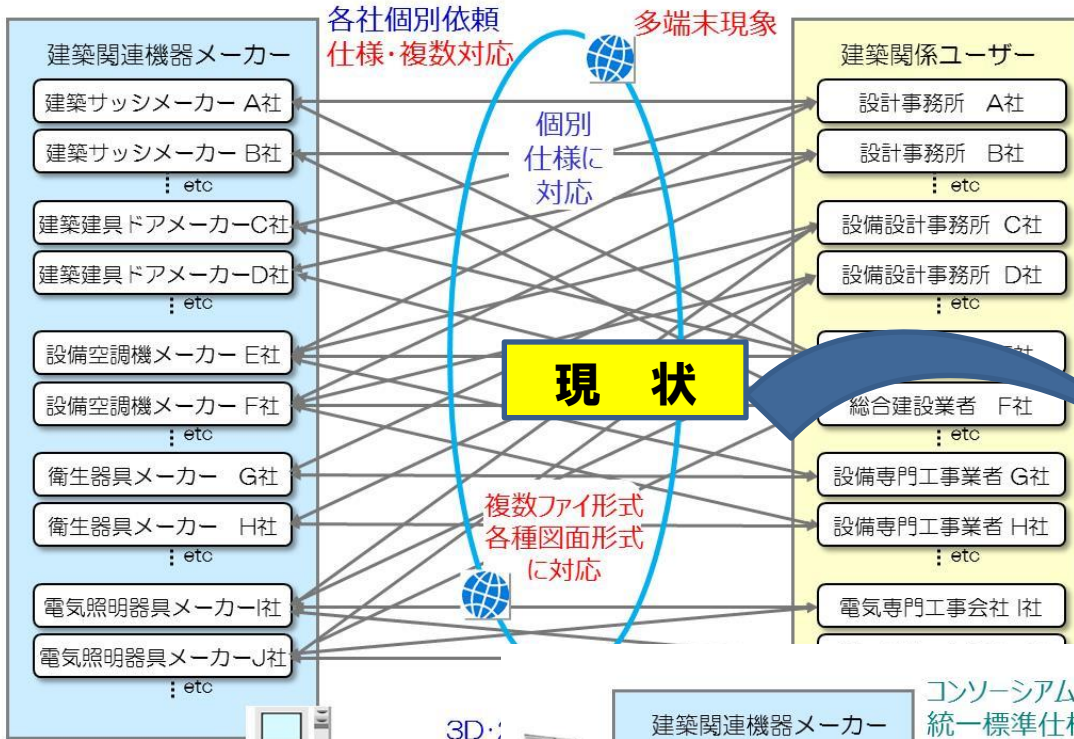 各社個別依頼
仕様・複数対応
多端末現象
建築関連機器メーカー
建築サッシメーカー A社
建築サッシメーカー B社
etc
建築建具ドアメーカーC社
建築建具ドアメーカーD社
etc
設備空調機メーカー E社
設備空調機メーカー F社
etc
衛生器具メーカー G社
衛生器具メーカー H社
etc
電気照明器具メーカーI社
電気照明器具メーカーJ社
etc
個別
仕様に
対応
現 状
複数ファイ形式
各種図面形式
に対応
建築関係ユーザー
設計事務所 A社
設計事務所 B社
etc
設備設計事務所 C社
設備設計事務所 D社
etc
総合建設業者 F社
etc
設備専門工事業者 G社
設備専門工事業者 H社
etc
電気専門工事会社 I社
3D・
建築関連機器メーカー
コンソーシアム
統一標準仕様